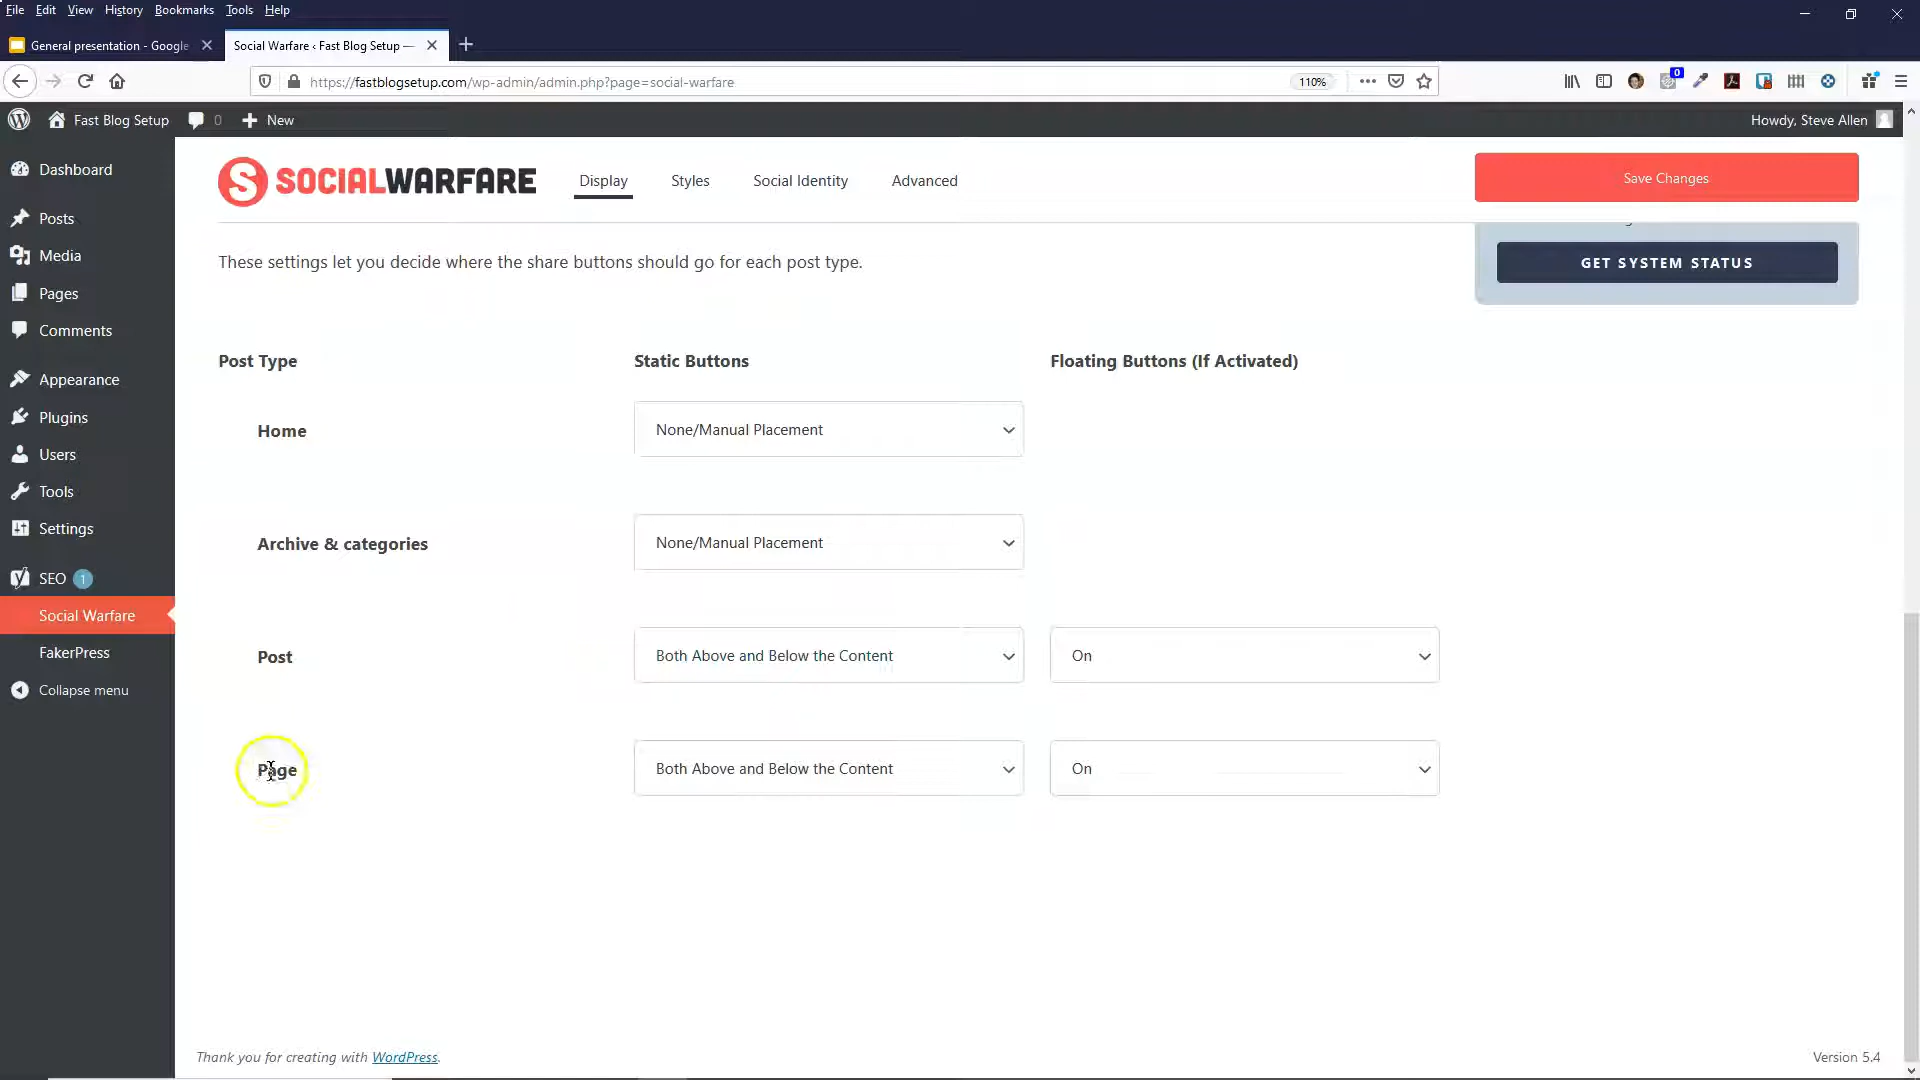 File Edit View History Bookmarks Tools Help
General presentation - Google
Social Warfare ‹ Fast Blog Setup —
https://fastblogsetup.com/wp-admin/admin.php?page=social-warfare
110%
0
Fast Blog Setup
0
New
Howdy, Steve Allen
Dashboard
Posts
Media
Pages
Comments
Appearance
Plugins
Users
Tools
Settings
SEO 1
Social Warfare
FakerPress
Collapse menu
S SOCIALWARFARE
Display
Styles
Social Identity
Advanced
Save Changes
These settings let you decide where the share buttons should go for each post type.
GET SYSTEM STATUS
Post Type
Static Buttons
Floating Buttons (If Activated)
Home
None/Manual Placement
Archive & categories
None/Manual Placement
Post
Both Above and Below the Content
On
Page
Both Above and Below the Content
On
Thank you for creating with WordPress.
Version 5.4